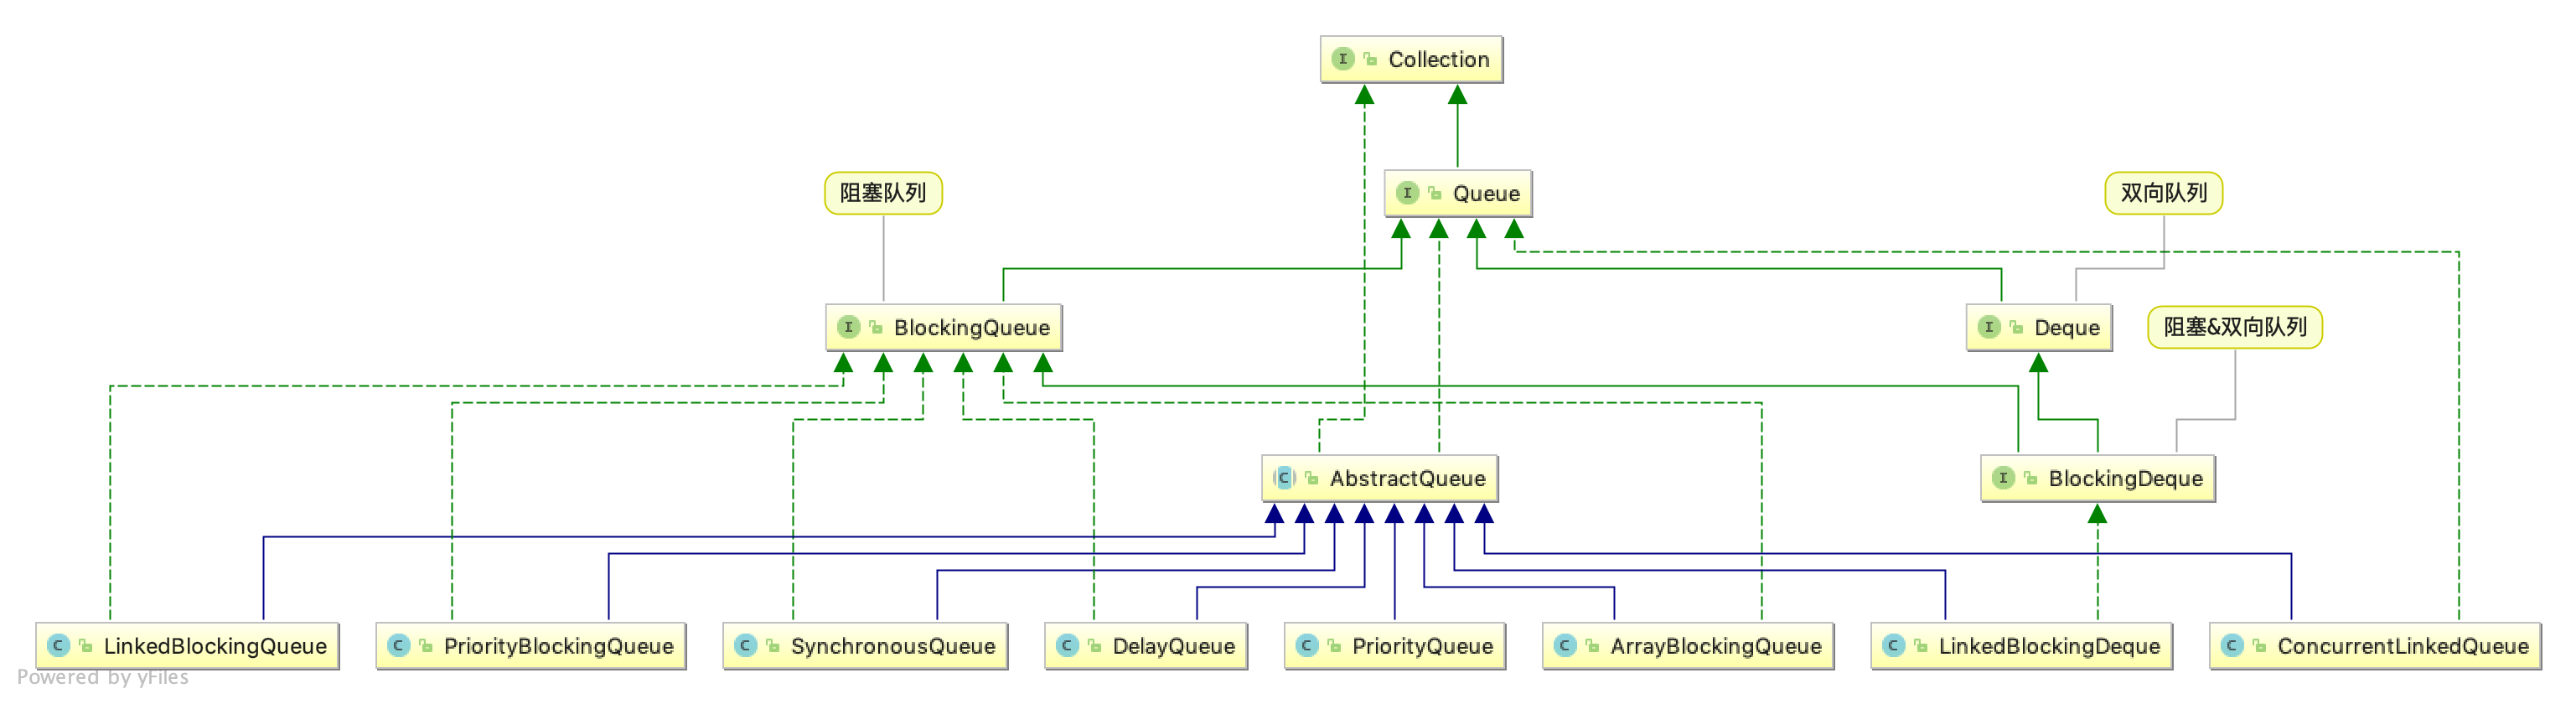 Collection
阻塞队列
Queue
双向队列
BlockingQueue
Deque
阻塞&双向队列
AbstractQueue
BlockingDeque
LinkedBlockingQueue
PriorityBlockingQueue
SynchronousQueue
DelayQueue
PriorityQueue
ArrayBlockingQueue
LinkedBlockingDeque
ConcurrentLinkedQueue
Powered by yFiles